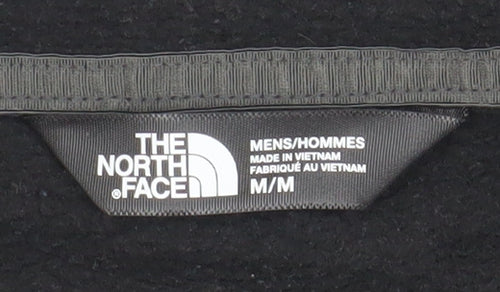 THE
NORTH
®FACE
MENS/HOMMES
MADE IN VIETNAM
FABRIQUÉ AU VIETNAM
M/M